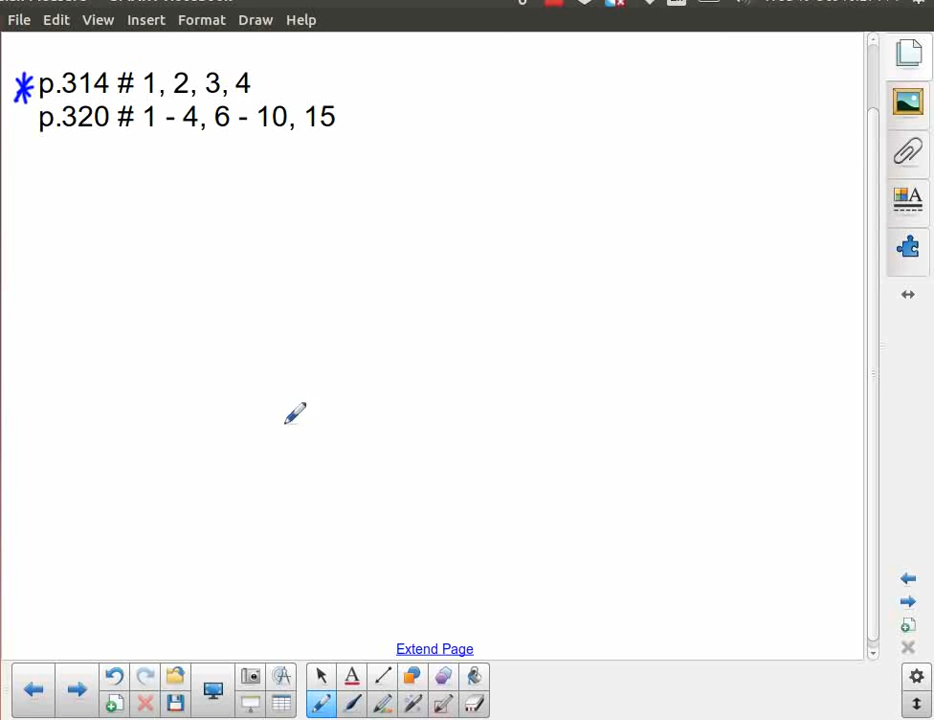 File Edit View Insert Format Draw Help
p.314 # 1, 2, 3, 4
p.320 # 1 - 4, 6 - 10, 15
Extend Page